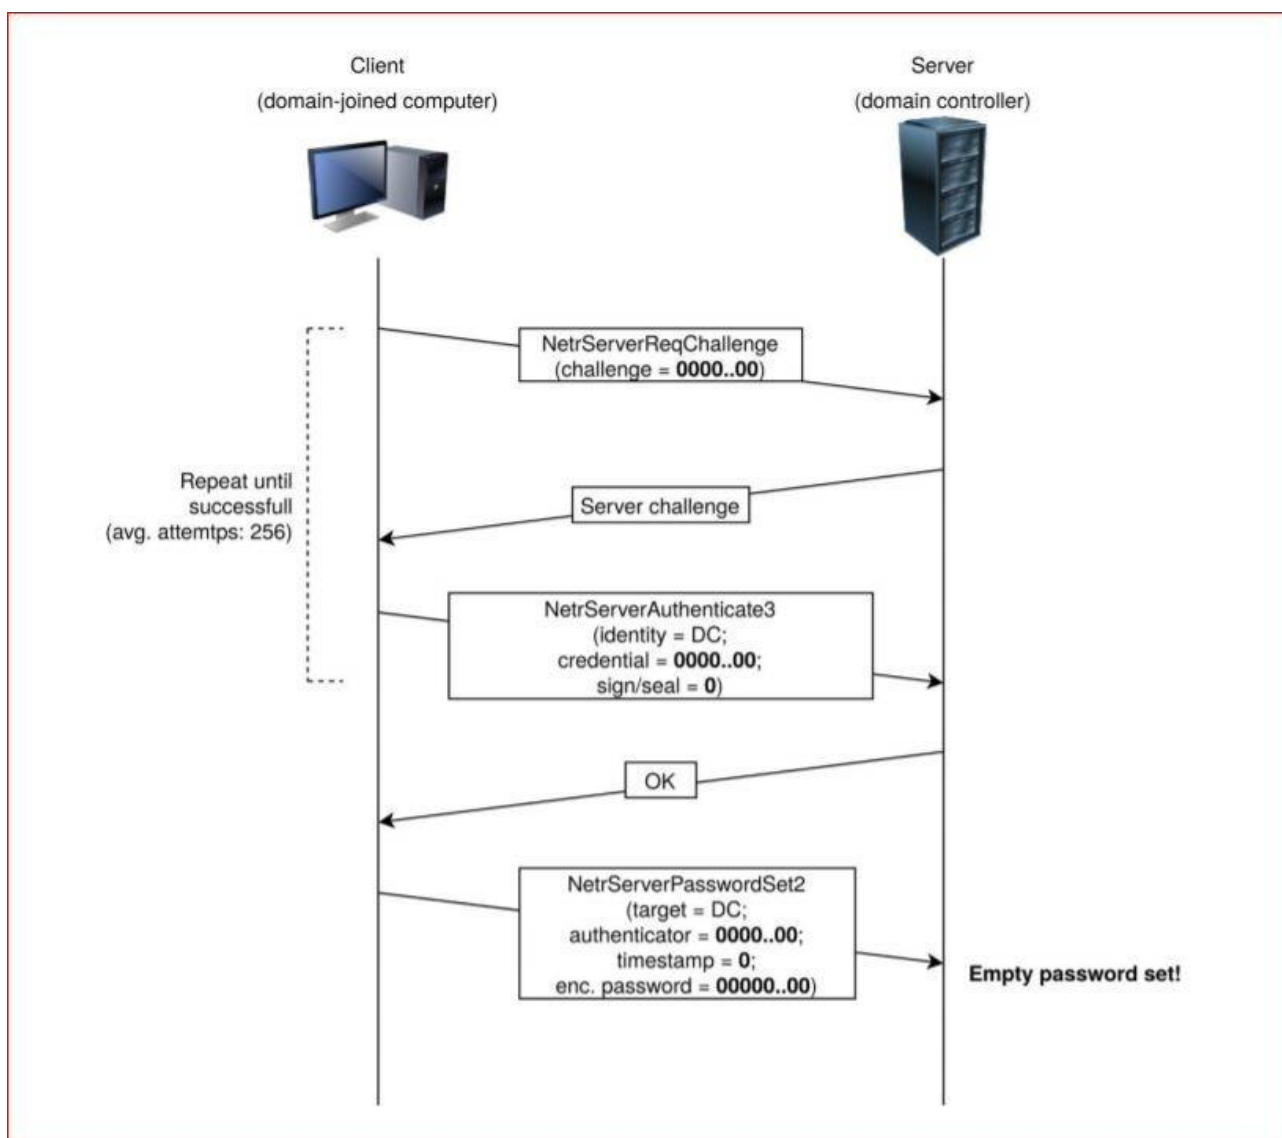 Client
(domain-joined computer)
Server
(domain controller)
NetrServerReqChallenge
(challenge = 0000..00)
Repeat until
successfull
(avg. attemtps: 256)
Server challenge
NetrServerAuthenticate3
(identity = DC;
credential = 0000..00;
sign/seal = 0)
OK
NetrServerPasswordSet2
(target = DC;
authenticator = 0000..00;
timestamp = 0;
enc. password = 00000..00)
Empty password set!